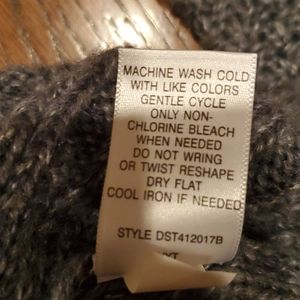 MACHINE WASH COLD
WITH LIKE COLORS
GENTLE CYCLE
ONLY NON-
CHLORINE BLEACH
WHEN NEEDED
DO NOT WRING
OR TWIST RESHAPE
DRY FLAT
COOL IRON IF NEEDED
STYLE DST412017B